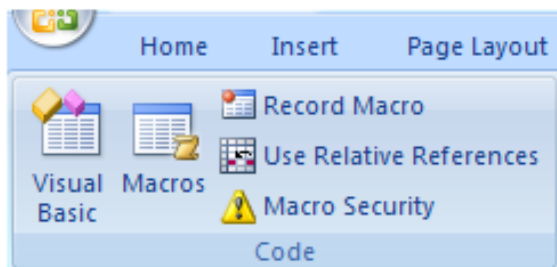 Home Insert Page Layout
Record Macro
Use Relative References
Macro Security
Visual Basic
Macros
Code